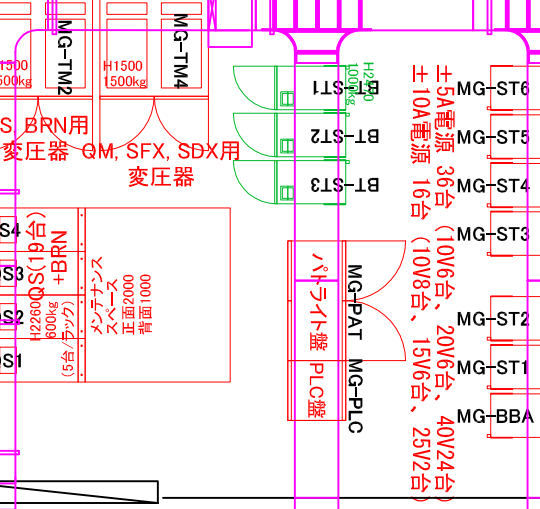 MG-TM2
MG-TM4
H1500
1500kg
H1500
1500kg
S, BRN用
変圧器
QM, SFX, SDX用
変圧器
H2400
1000kg
BT-ST1
BT-ST2
BT-ST3
±5A電源 36台 (10V6台、20V6台、40V24台)
±10A電源 16台 (10V8台、15V6台、25V2台)
MG-ST6
MG-ST5
MG-ST4
MG-ST3
MG-ST2
MG-ST1
MG-BBA
QS4
QS3
QS2
QS1
QS(19台)
+BRN
H2260
600kg
(5台/ラック)
メンテナンス
スペース
正面2000
背面1000
パトライト盤
MG-PAT
PLC盤
MG-PLC